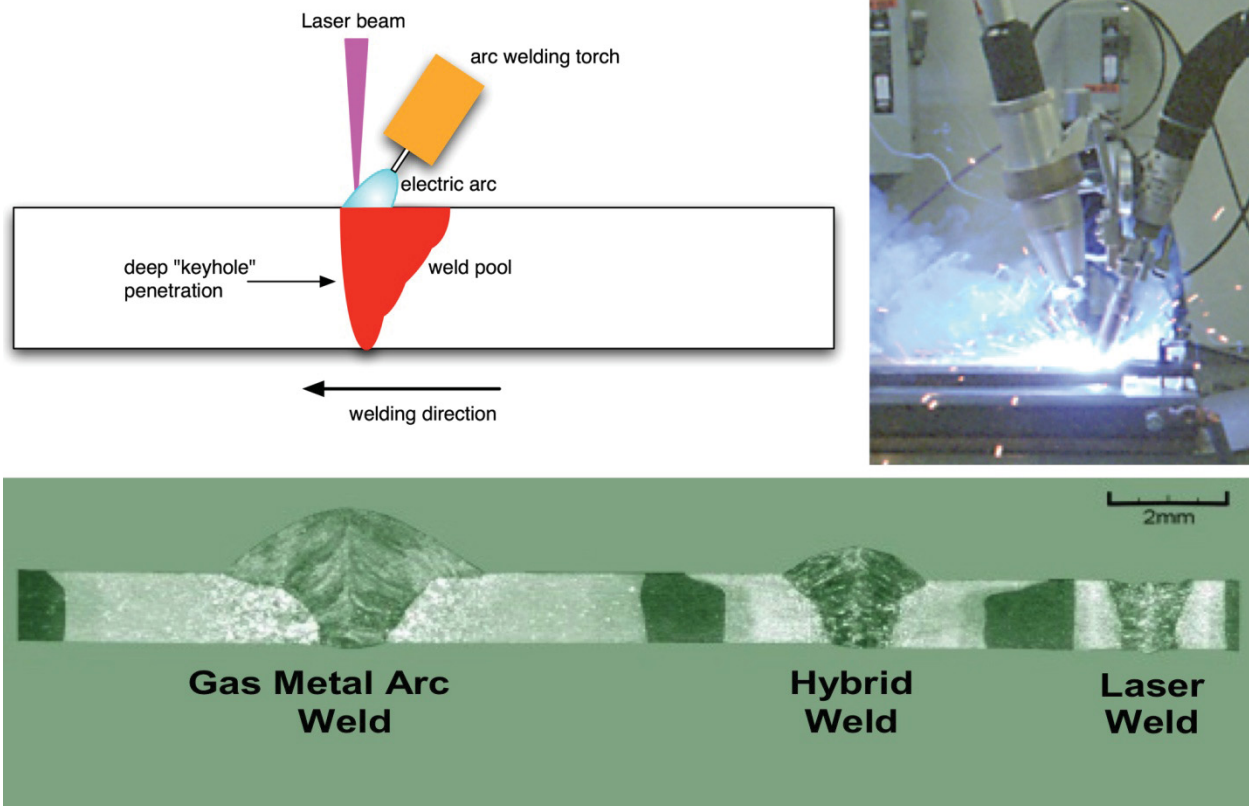 Laser beam
arc welding torch
electric arc
deep "keyhole"
penetration
weld pool
welding direction
2mm
Gas Metal Arc
Weld
Hybrid
Weld
Laser
Weld